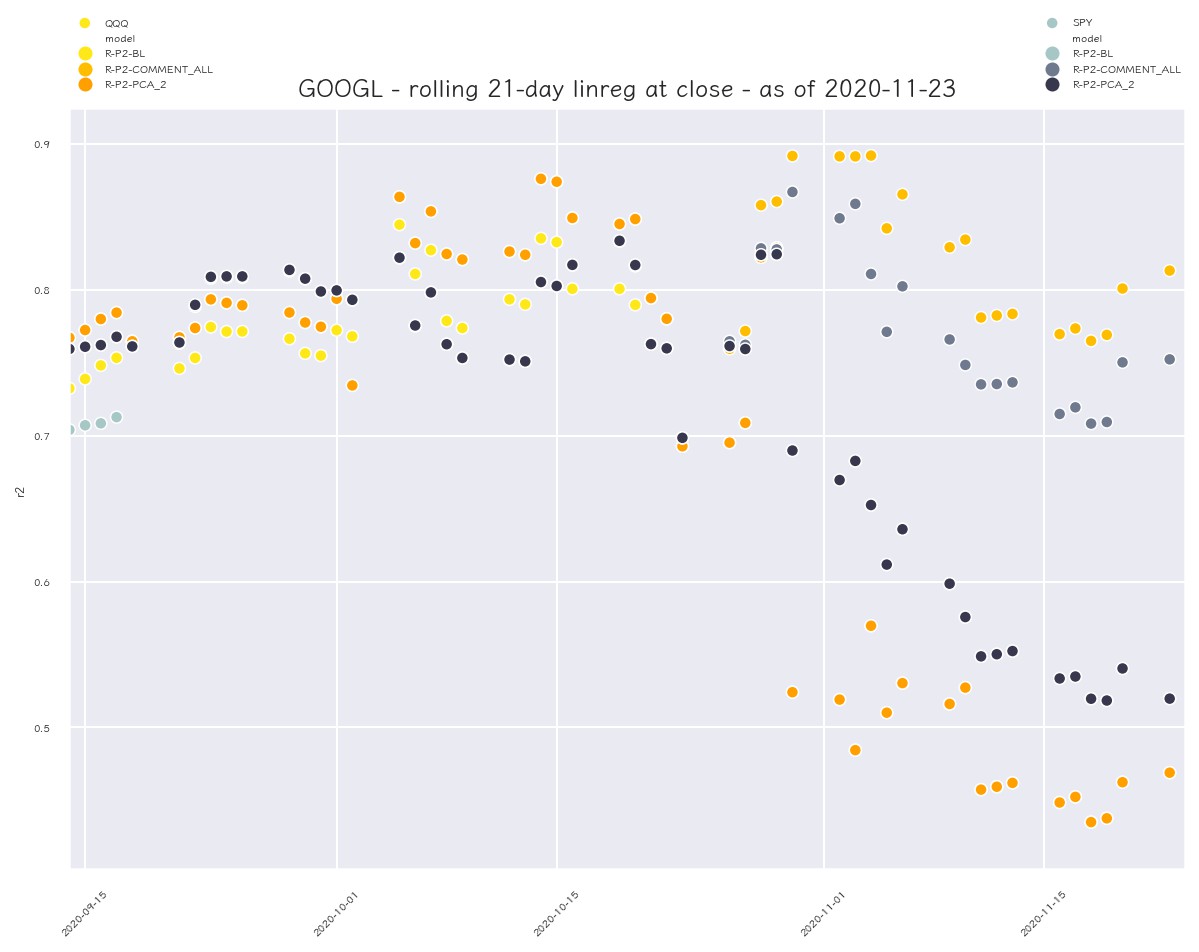 QQQ
model
R-P2-BL
R-P2-COMMENT_ALL
R-P2-PCA_2
SPY
model
R-P2-BL
R-P2-COMMENT_ALL
R-P2-PCA_2
GOOGL - rolling 21-day linreg at close - as of 2020-11-23
0.9
0.8
0.7
r2
0.6
0.5
2020-09-15
2020-10-01
2020-10-15
2020-11-01
2020-11-15